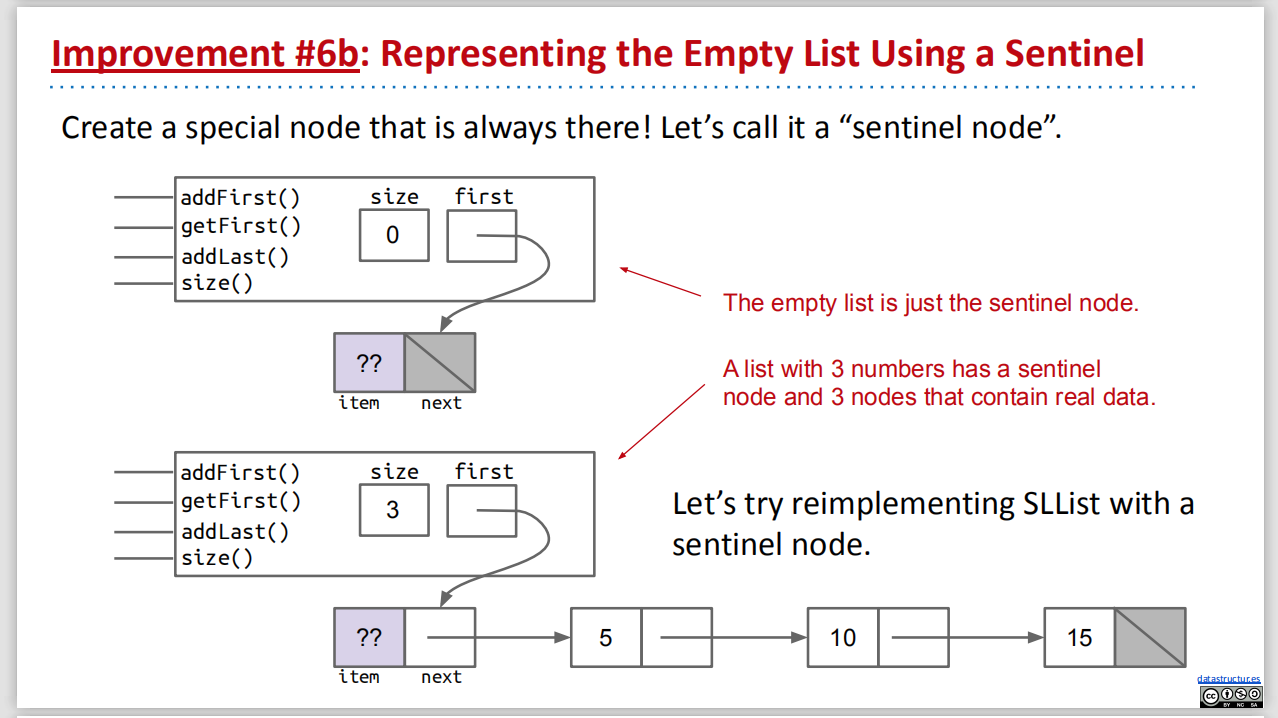 Improvement #6b: Representing the Empty List Using a Sentinel
Create a special node that is always there! Let’s call it a “sentinel node”.
addFirst()
getFirst()
addLast()
size()
size first
0
The empty list is just the sentinel node.
??
item next
A list with 3 numbers has a sentinel
node and 3 nodes that contain real data.
addFirst()
getFirst()
addLast()
size()
size first
3
Let’s try reimplementing SLList with a
sentinel node.
?? 5 10 15
item next
datastructur.es
cc
BY NC SA